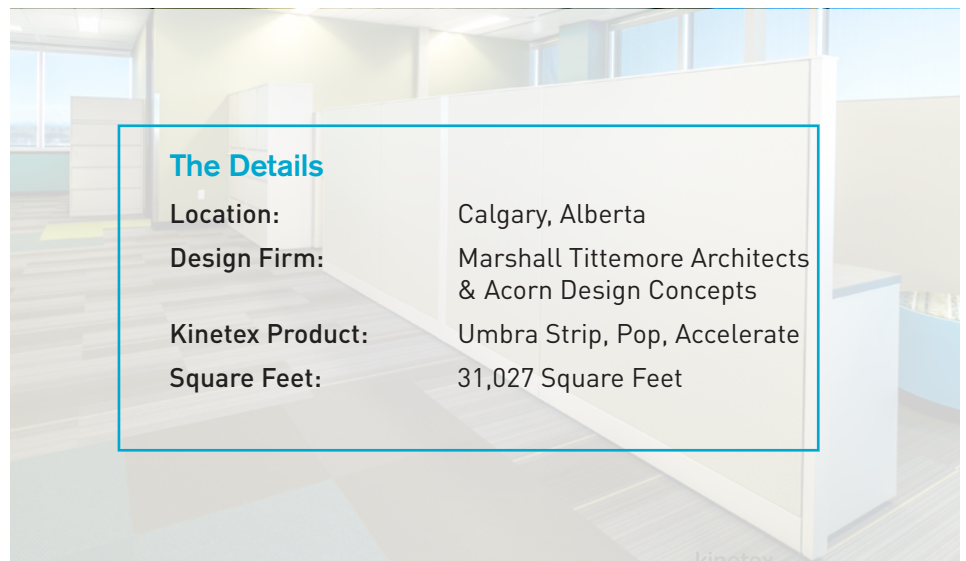 The Details
Location: Calgary, Alberta
Design Firm: Marshall Tittemore Architects
& Acorn Design Concepts
Kinetex Product: Umbra Strip, Pop, Accelerate
Square Feet: 31,027 Square Feet
kinetex